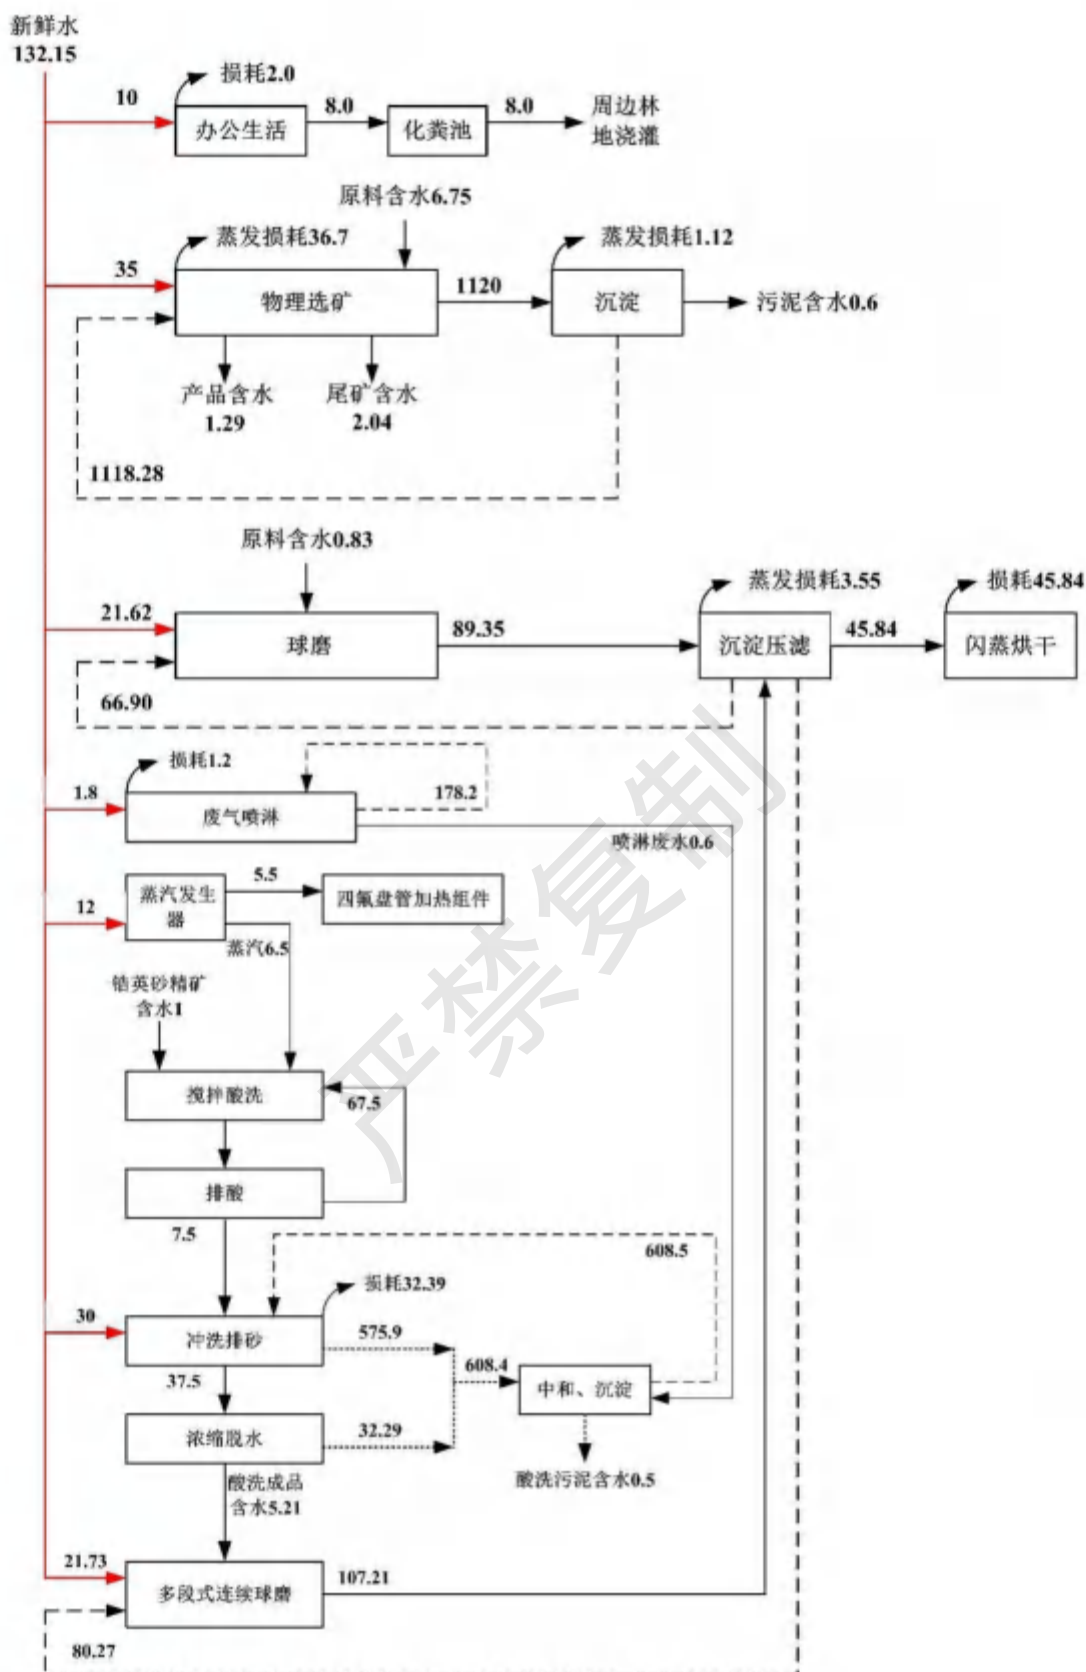 新鲜水
132.15
损耗2.0
10
办公生活
8.0
化粪池
8.0
周边林
地浇灌
原料含水6.75
蒸发损耗36.7
蒸发损耗1.12
35
物理选矿
1120
沉淀
污泥含水0.6
产品含水
1.29
尾矿含水
2.04
1118.28
原料含水0.83
蒸发损耗3.55
损耗45.84
21.62
球磨
89.35
沉淀压滤
45.84
闪蒸烘干
66.90
损耗1.2
1.8
废气喷淋
178.2
喷淋废水0.6
12
蒸汽发生
器
5.5
四氟盘管加热组件
蒸汽6.5
锆英砂精矿
含水1
搅拌酸洗
67.5
排酸
7.5
608.5
损耗32.39
30
冲洗排砂
575.9
608.4
中和、沉淀
37.5
浓缩脱水
32.29
酸洗污泥含水0.5
酸洗成品
含水5.21
21.73
多段式连续球磨
107.21
80.27
严禁复制